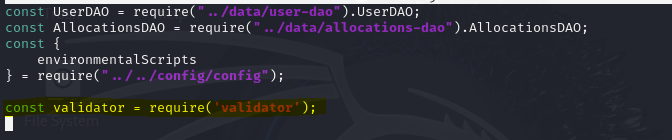 const UserDAO = require("../data/user-dao").UserDAO;
const AllocationsDAO = require("../data/allocations-dao").AllocationsDAO;
const {
    environmentalScripts
} = require("../../config/config");

const validator = require('validator');
File System